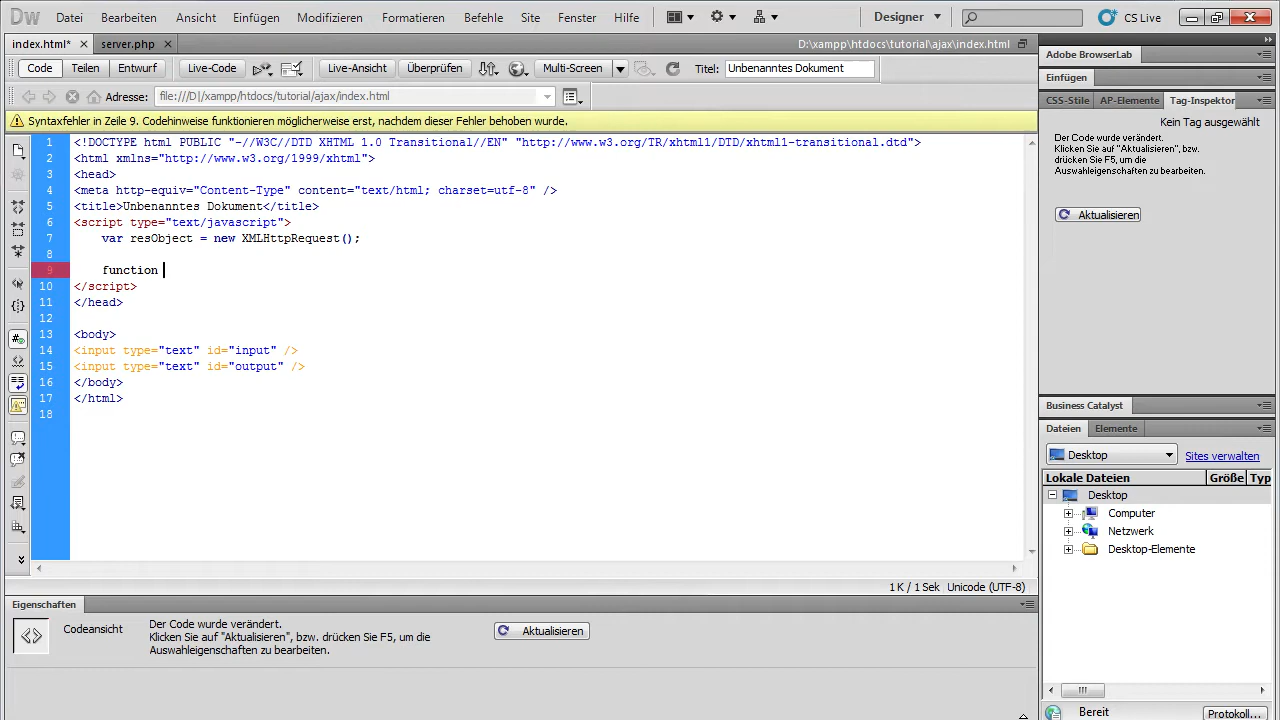 Dw Datei Bearbeiten Ansicht Einfügen Modifizieren Formatieren Befehle Site Fenster Hilfe Designer CS Live
index.html* server.php D:\xampp\htdocs\tutorial\ajax\index.html
Code Teilen Entwurf Live-Code Live-Ansicht Überprüfen Multi-Screen Titel: Unbenanntes Dokument
Adresse: file:///D|/xampp/htdocs/tutorial/ajax/index.html
Syntaxfehler in Zeile 9. Codehinweise funktionieren möglicherweise erst, nachdem dieser Fehler behoben wurde.
1 <!DOCTYPE html PUBLIC "-//W3C//DTD XHTML 1.0 Transitional//EN" "http://www.w3.org/TR/xhtml1/DTD/xhtml1-transitional.dtd">
2 <html xmlns="http://www.w3.org/1999/xhtml">
3 <head>
4 <meta http-equiv="Content-Type" content="text/html; charset=utf-8" />
5 <title>Unbenanntes Dokument</title>
6 <script type="text/javascript">
7 var resObject = new XMLHttpRequest();
8
9 function
10 </script>
11 </head>
12
13 <body>
14 <input type="text" id="input" />
15 <input type="text" id="output" />
16 </body>
17 </html>
18
1 K / 1 Sek Unicode (UTF-8)
Eigenschaften
Codeansicht
Der Code wurde verändert.
Klicken Sie auf "Aktualisieren", bzw. drücken Sie F5, um die
Auswahleigenschaften zu bearbeiten.
Aktualisieren
Adobe BrowserLab
Einfügen
CSS-Stile AP-Elemente Tag-Inspektor
Kein Tag ausgewählt
Der Code wurde verändert.
Klicken Sie auf "Aktualisieren", bzw.
drücken Sie F5, um die
Auswahleigenschaften zu bearbeiten.
Aktualisieren
Business Catalyst
Dateien Elemente
Desktop Sites verwalten
Lokale Dateien Größe Typ
Desktop
Computer
Netzwerk
Desktop-Elemente
Bereit Protokoll...